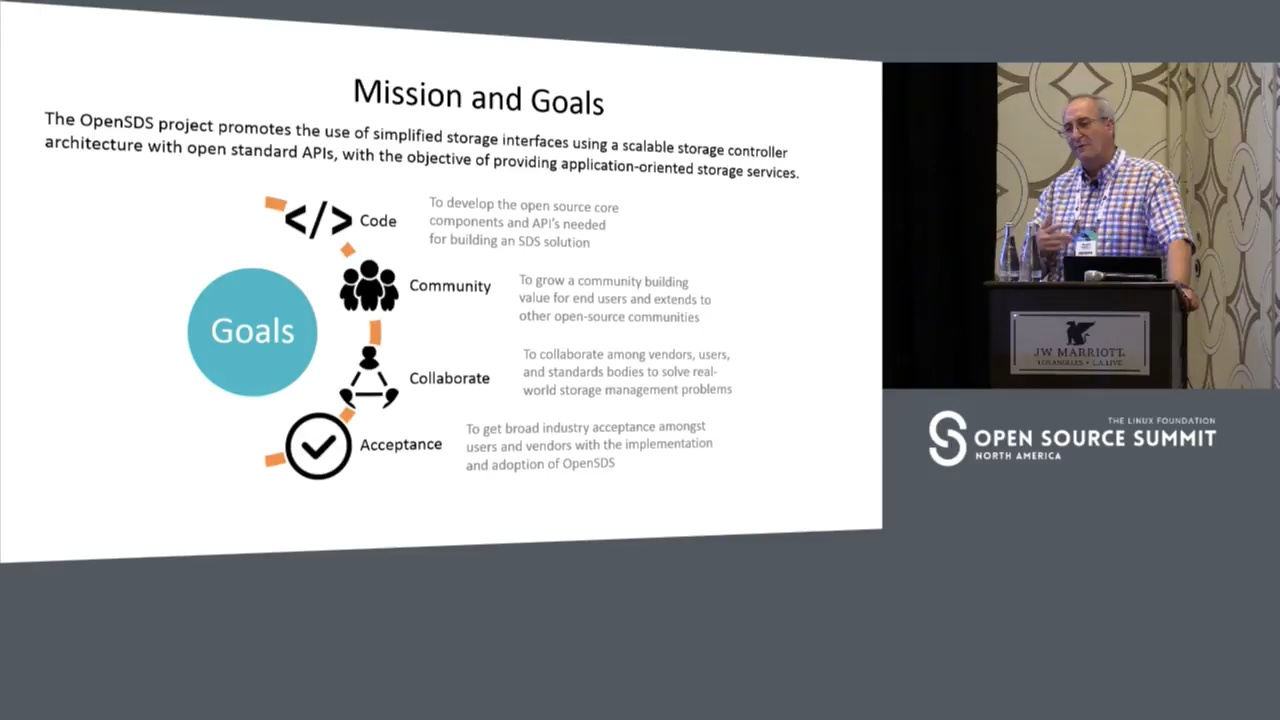 Mission and Goals
The OpenSDS project promotes the use of simplified storage interfaces using a scalable storage controller
architecture with open standard APIs, with the objective of providing application-oriented storage services.
</> Code
To develop the open source core
components and API's needed
for building an SDS solution
Community
To grow a community building
value for end users and extends to
other open-source communities
Goals
Collaborate
To collaborate among vendors, users,
and standards bodies to solve real-
world storage management problems
Acceptance
To get broad industry acceptance amongst
users and vendors with the implementation
and adoption of OpenSDS
JW MARRIOTT
LOS ANGELES • L.A. LIVE
THE LINUX FOUNDATION
OPEN SOURCE SUMMIT
NORTH AMERICA